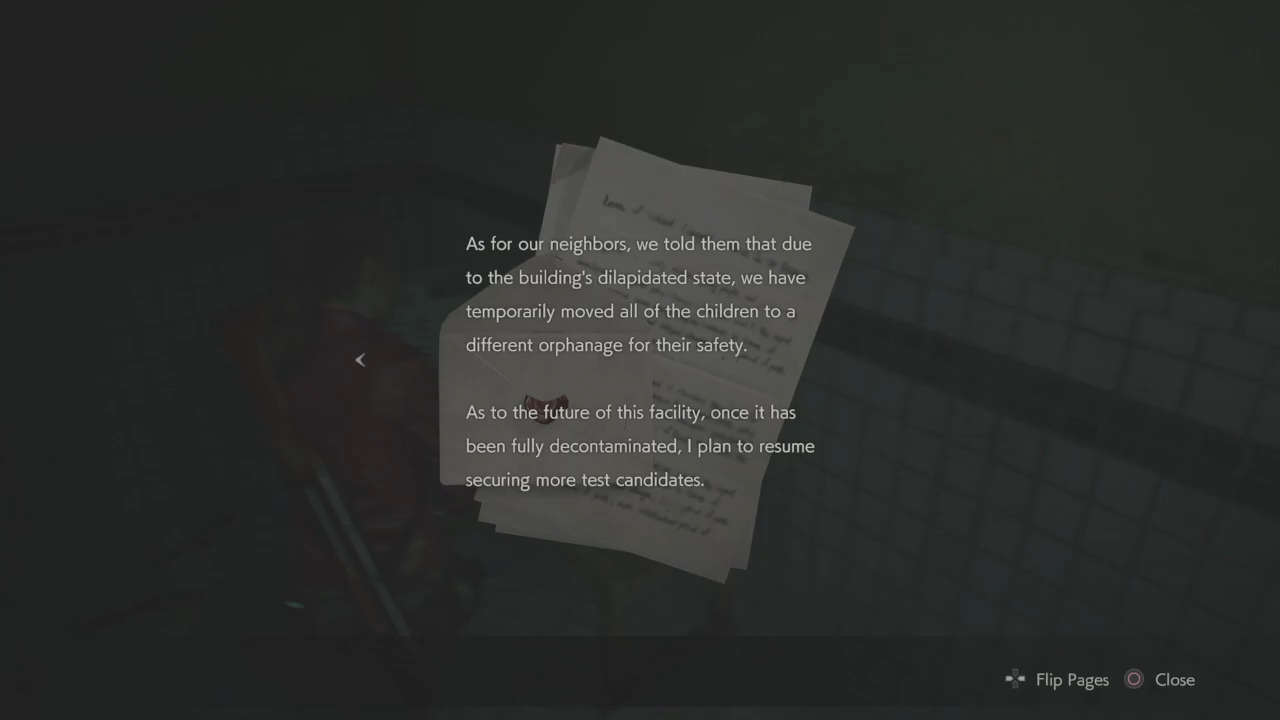 As for our neighbors, we told them that due
to the building's dilapidated state, we have
temporarily moved all of the children to a
different orphanage for their safety.
As to the future of this facility, once it has
been fully decontaminated, I plan to resume
securing more test candidates.
Flip Pages
Close